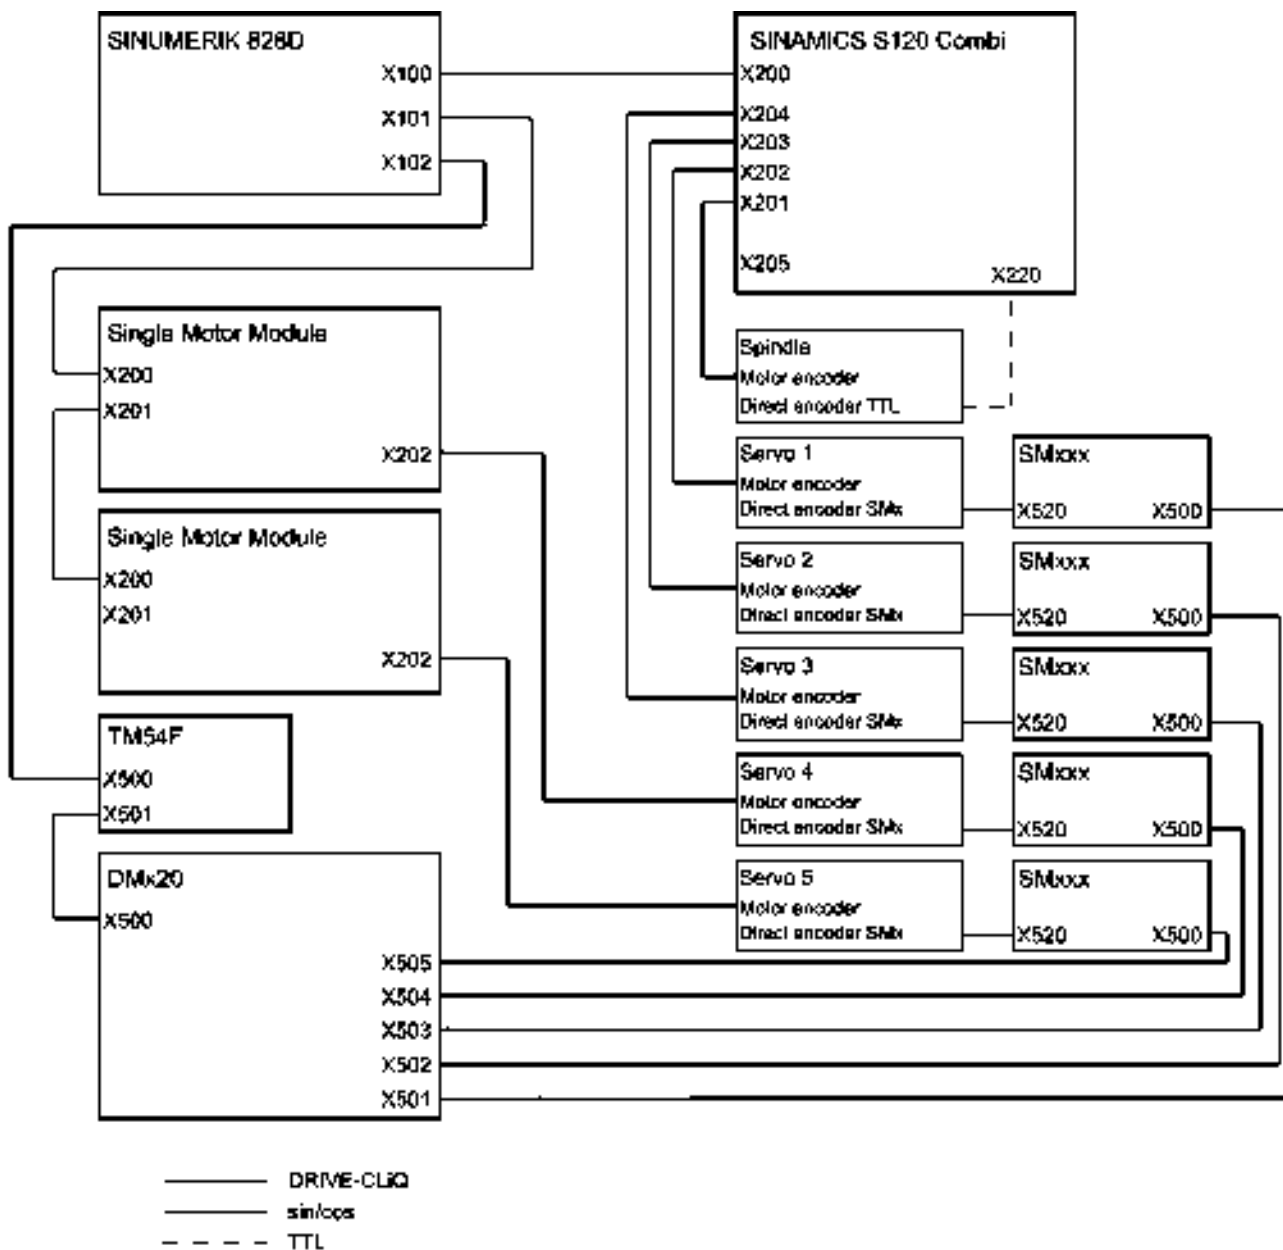 SINUMERIK 828D
X100
X101
X102
SINAMICS S120 Combi
X200
X204
X203
X202
X201
X205
X220
Single Motor Module
X200
X201
X202
Single Motor Module
X200
X201
X202
TM54F
X500
X501
DMx20
X500
X505
X504
X503
X502
X501
Spindle
Motor encoder
Direct encoder TTL
Servo 1
Motor encoder
Direct encoder SMx
SMxxx
X520 X500
Servo 2
Motor encoder
Direct encoder SMx
SMxxx
X520 X500
Servo 3
Motor encoder
Direct encoder SMx
SMxxx
X520 X500
Servo 4
Motor encoder
Direct encoder SMx
SMxxx
X520 X500
Servo 5
Motor encoder
Direct encoder SMx
SMxxx
X520 X500
DRIVE-CLiQ
sin/cos
TTL